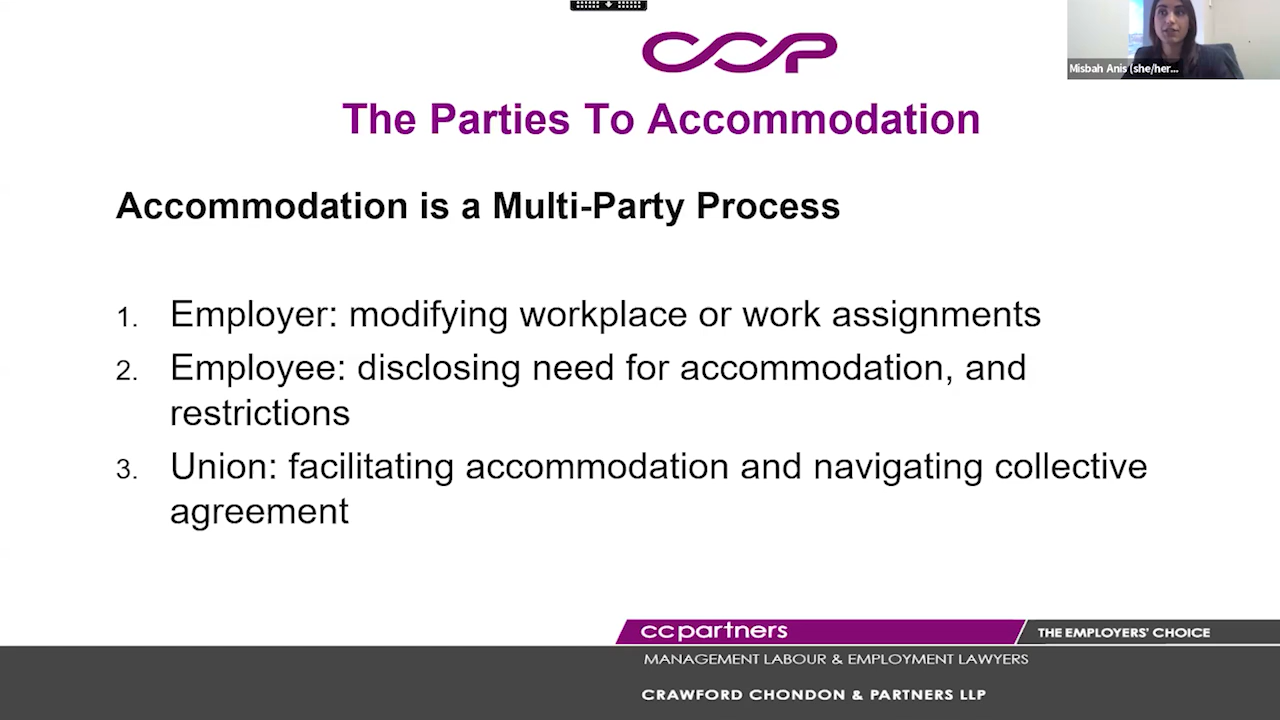 CCP
Misbah Anis (she/her...
The Parties To Accommodation
Accommodation is a Multi-Party Process
1. Employer: modifying workplace or work assignments
2. Employee: disclosing need for accommodation, and
restrictions
3. Union: facilitating accommodation and navigating collective
agreement
ccpartners
THE EMPLOYERS' CHOICE
MANAGEMENT LABOUR & EMPLOYMENT LAWYERS
CRAWFORD CHONDON & PARTNERS LLP